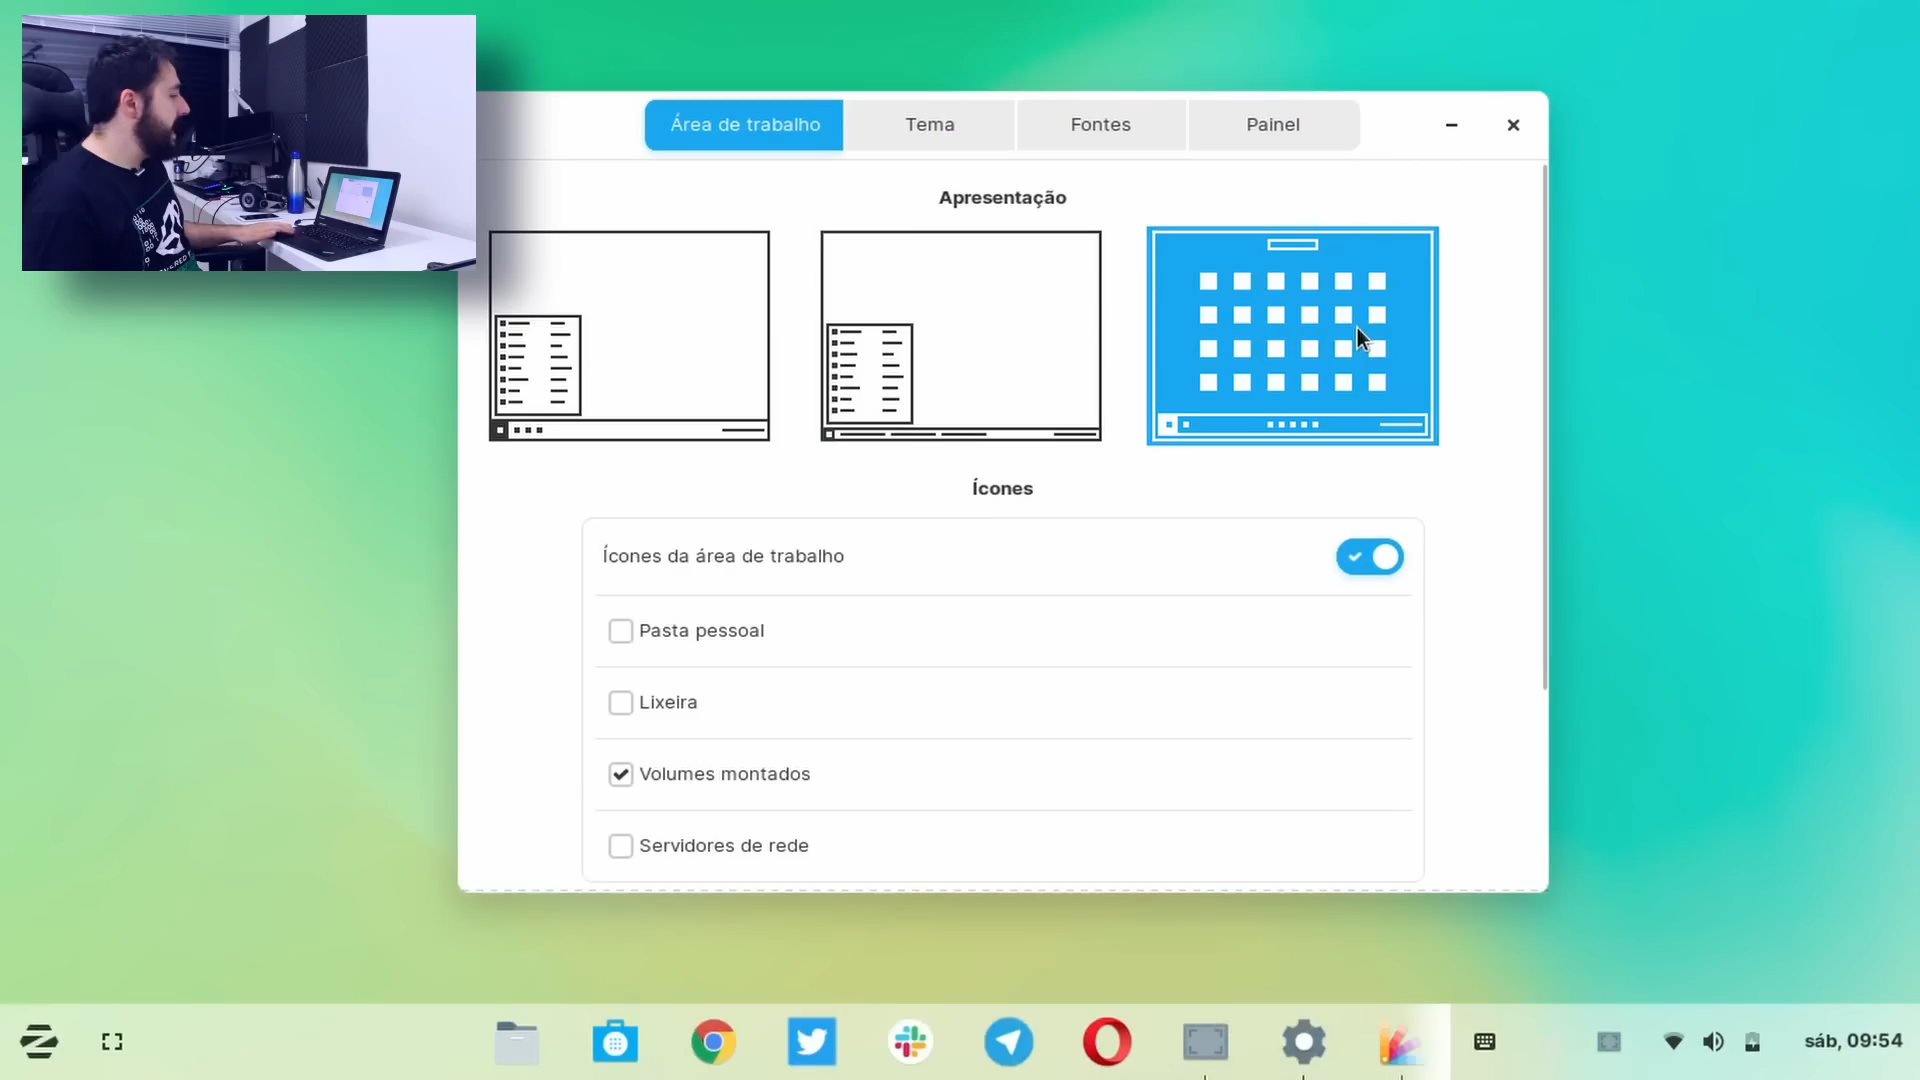 Área de trabalho
Tema
Fontes
Painel
Apresentação
Ícones
Ícones da área de trabalho
Pasta pessoal
Lixeira
Volumes montados
Servidores de rede
sáb, 09:54